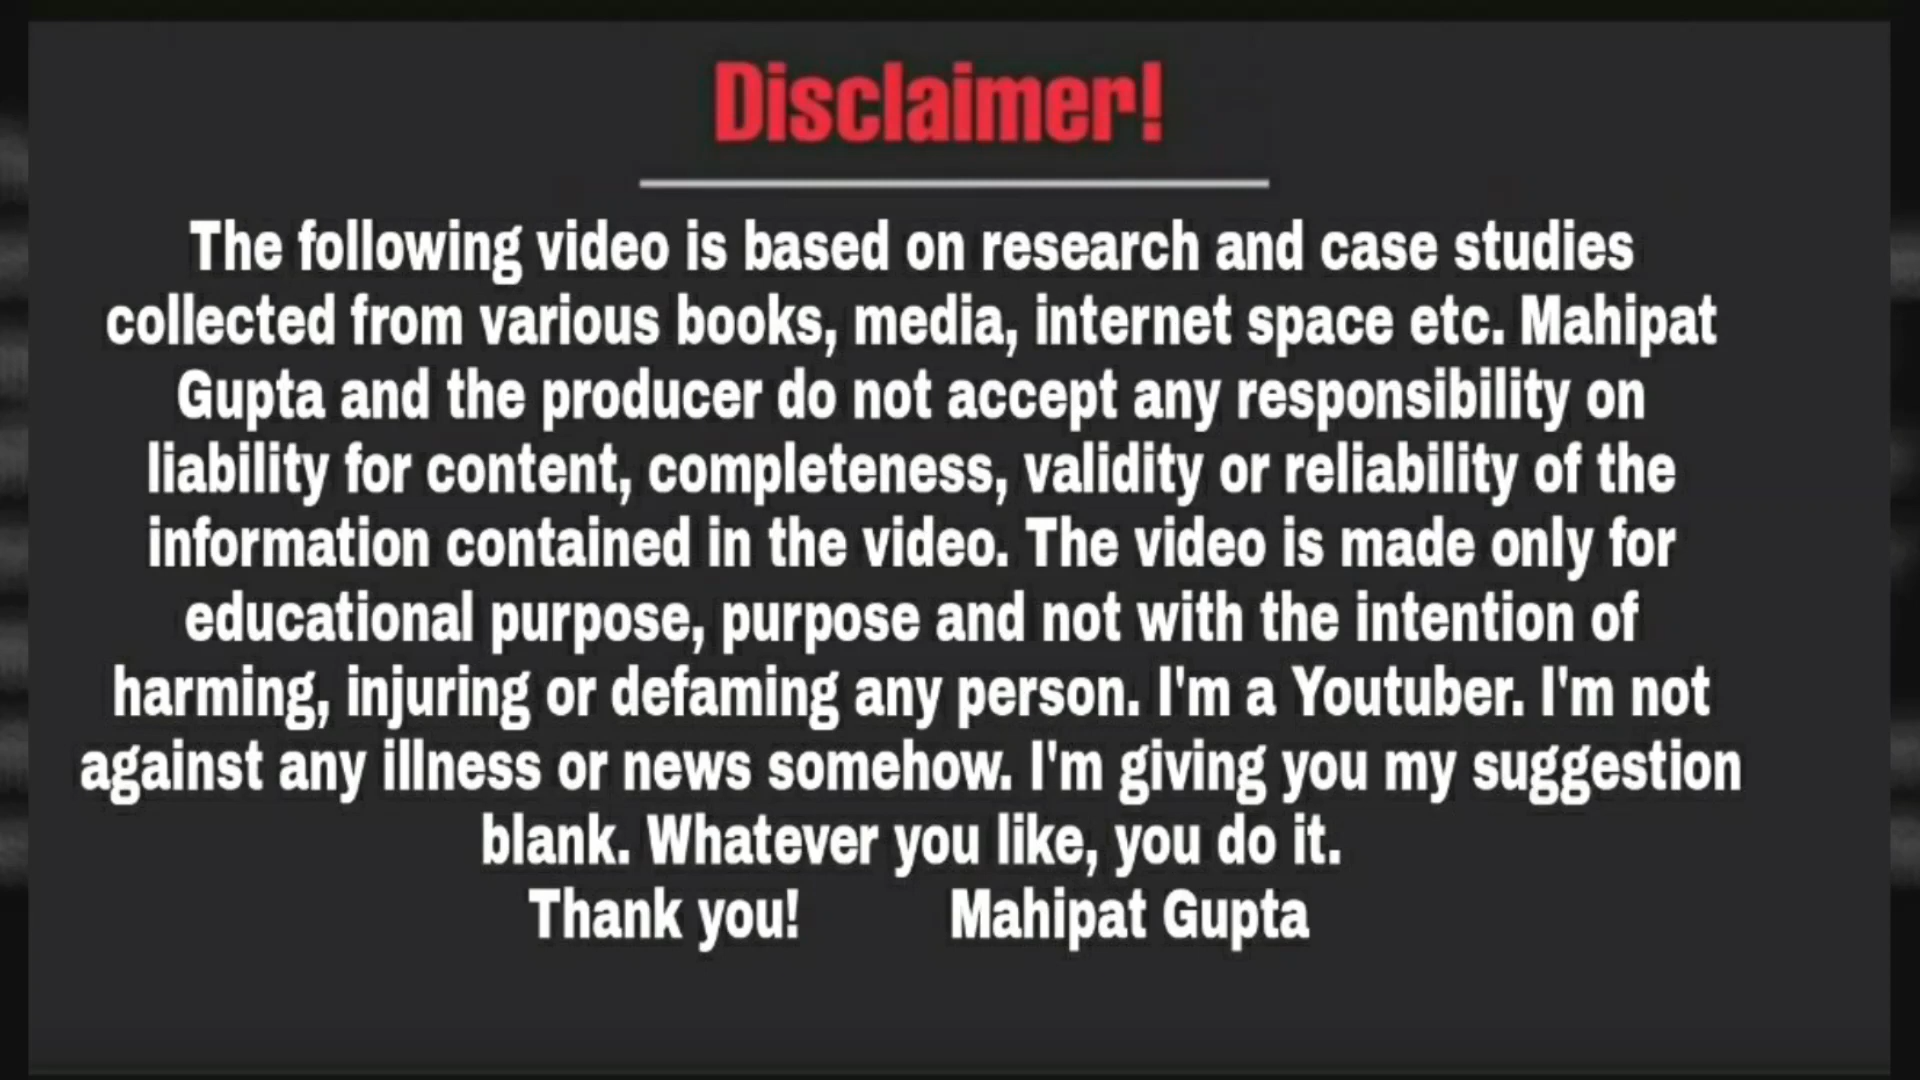 Disclaimer!
The following video is based on research and case studies
collected from various books, media, internet space etc. Mahipat
Gupta and the producer do not accept any responsibility on
liability for content, completeness, validity or reliability of the
information contained in the video. The video is made only for
educational purpose, purpose and not with the intention of
harming, injuring or defaming any person. I'm a Youtuber. I'm not
against any illness or news somehow. I'm giving you my suggestion
blank. Whatever you like, you do it.
Thank you! Mahipat Gupta